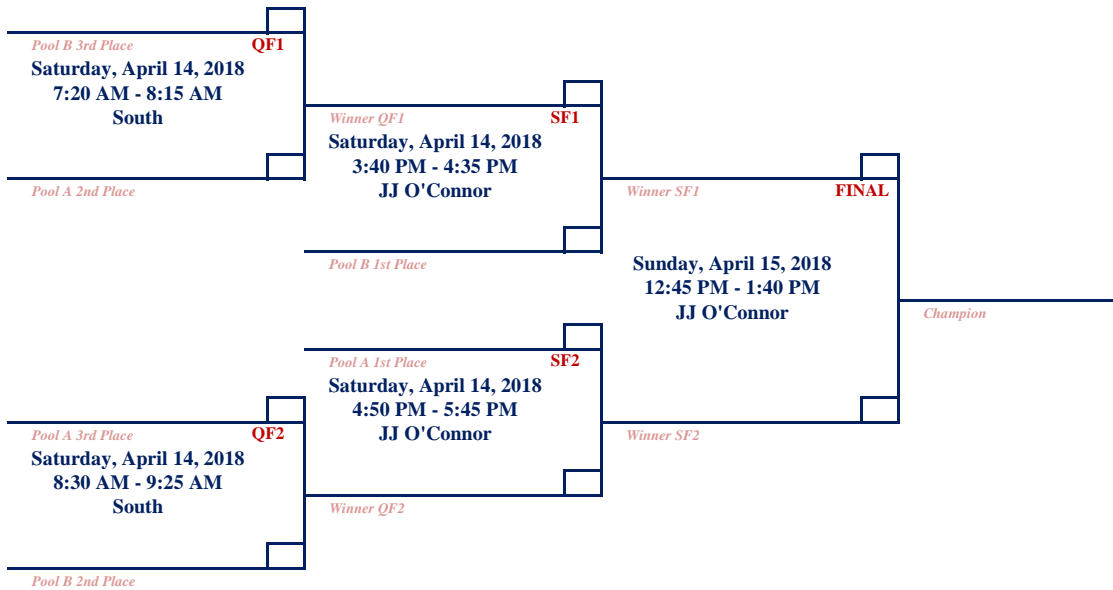 Pool B 3rd Place
QF1
Saturday, April 14, 2018
7:20 AM - 8:15 AM
South
Pool A 2nd Place
Winner QF1
SF1
Saturday, April 14, 2018
3:40 PM - 4:35 PM
JJ O'Connor
Pool B 1st Place
Winner SF1
FINAL
Sunday, April 15, 2018
12:45 PM - 1:40 PM
JJ O'Connor
Champion
Pool A 1st Place
SF2
Saturday, April 14, 2018
4:50 PM - 5:45 PM
JJ O'Connor
Winner SF2
Pool A 3rd Place
QF2
Saturday, April 14, 2018
8:30 AM - 9:25 AM
South
Winner QF2
Pool B 2nd Place